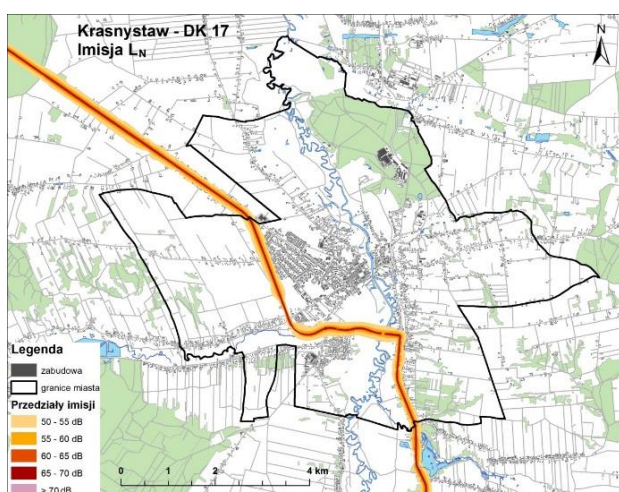 Krasnystaw - DK 17
Imisja LN
N
Legenda
zabudowa
granice miasta
Przedziały imisji
50 - 55 dB
55 - 60 dB
60 - 65 dB
65 - 70 dB
> 70 dB
0 2 4 km